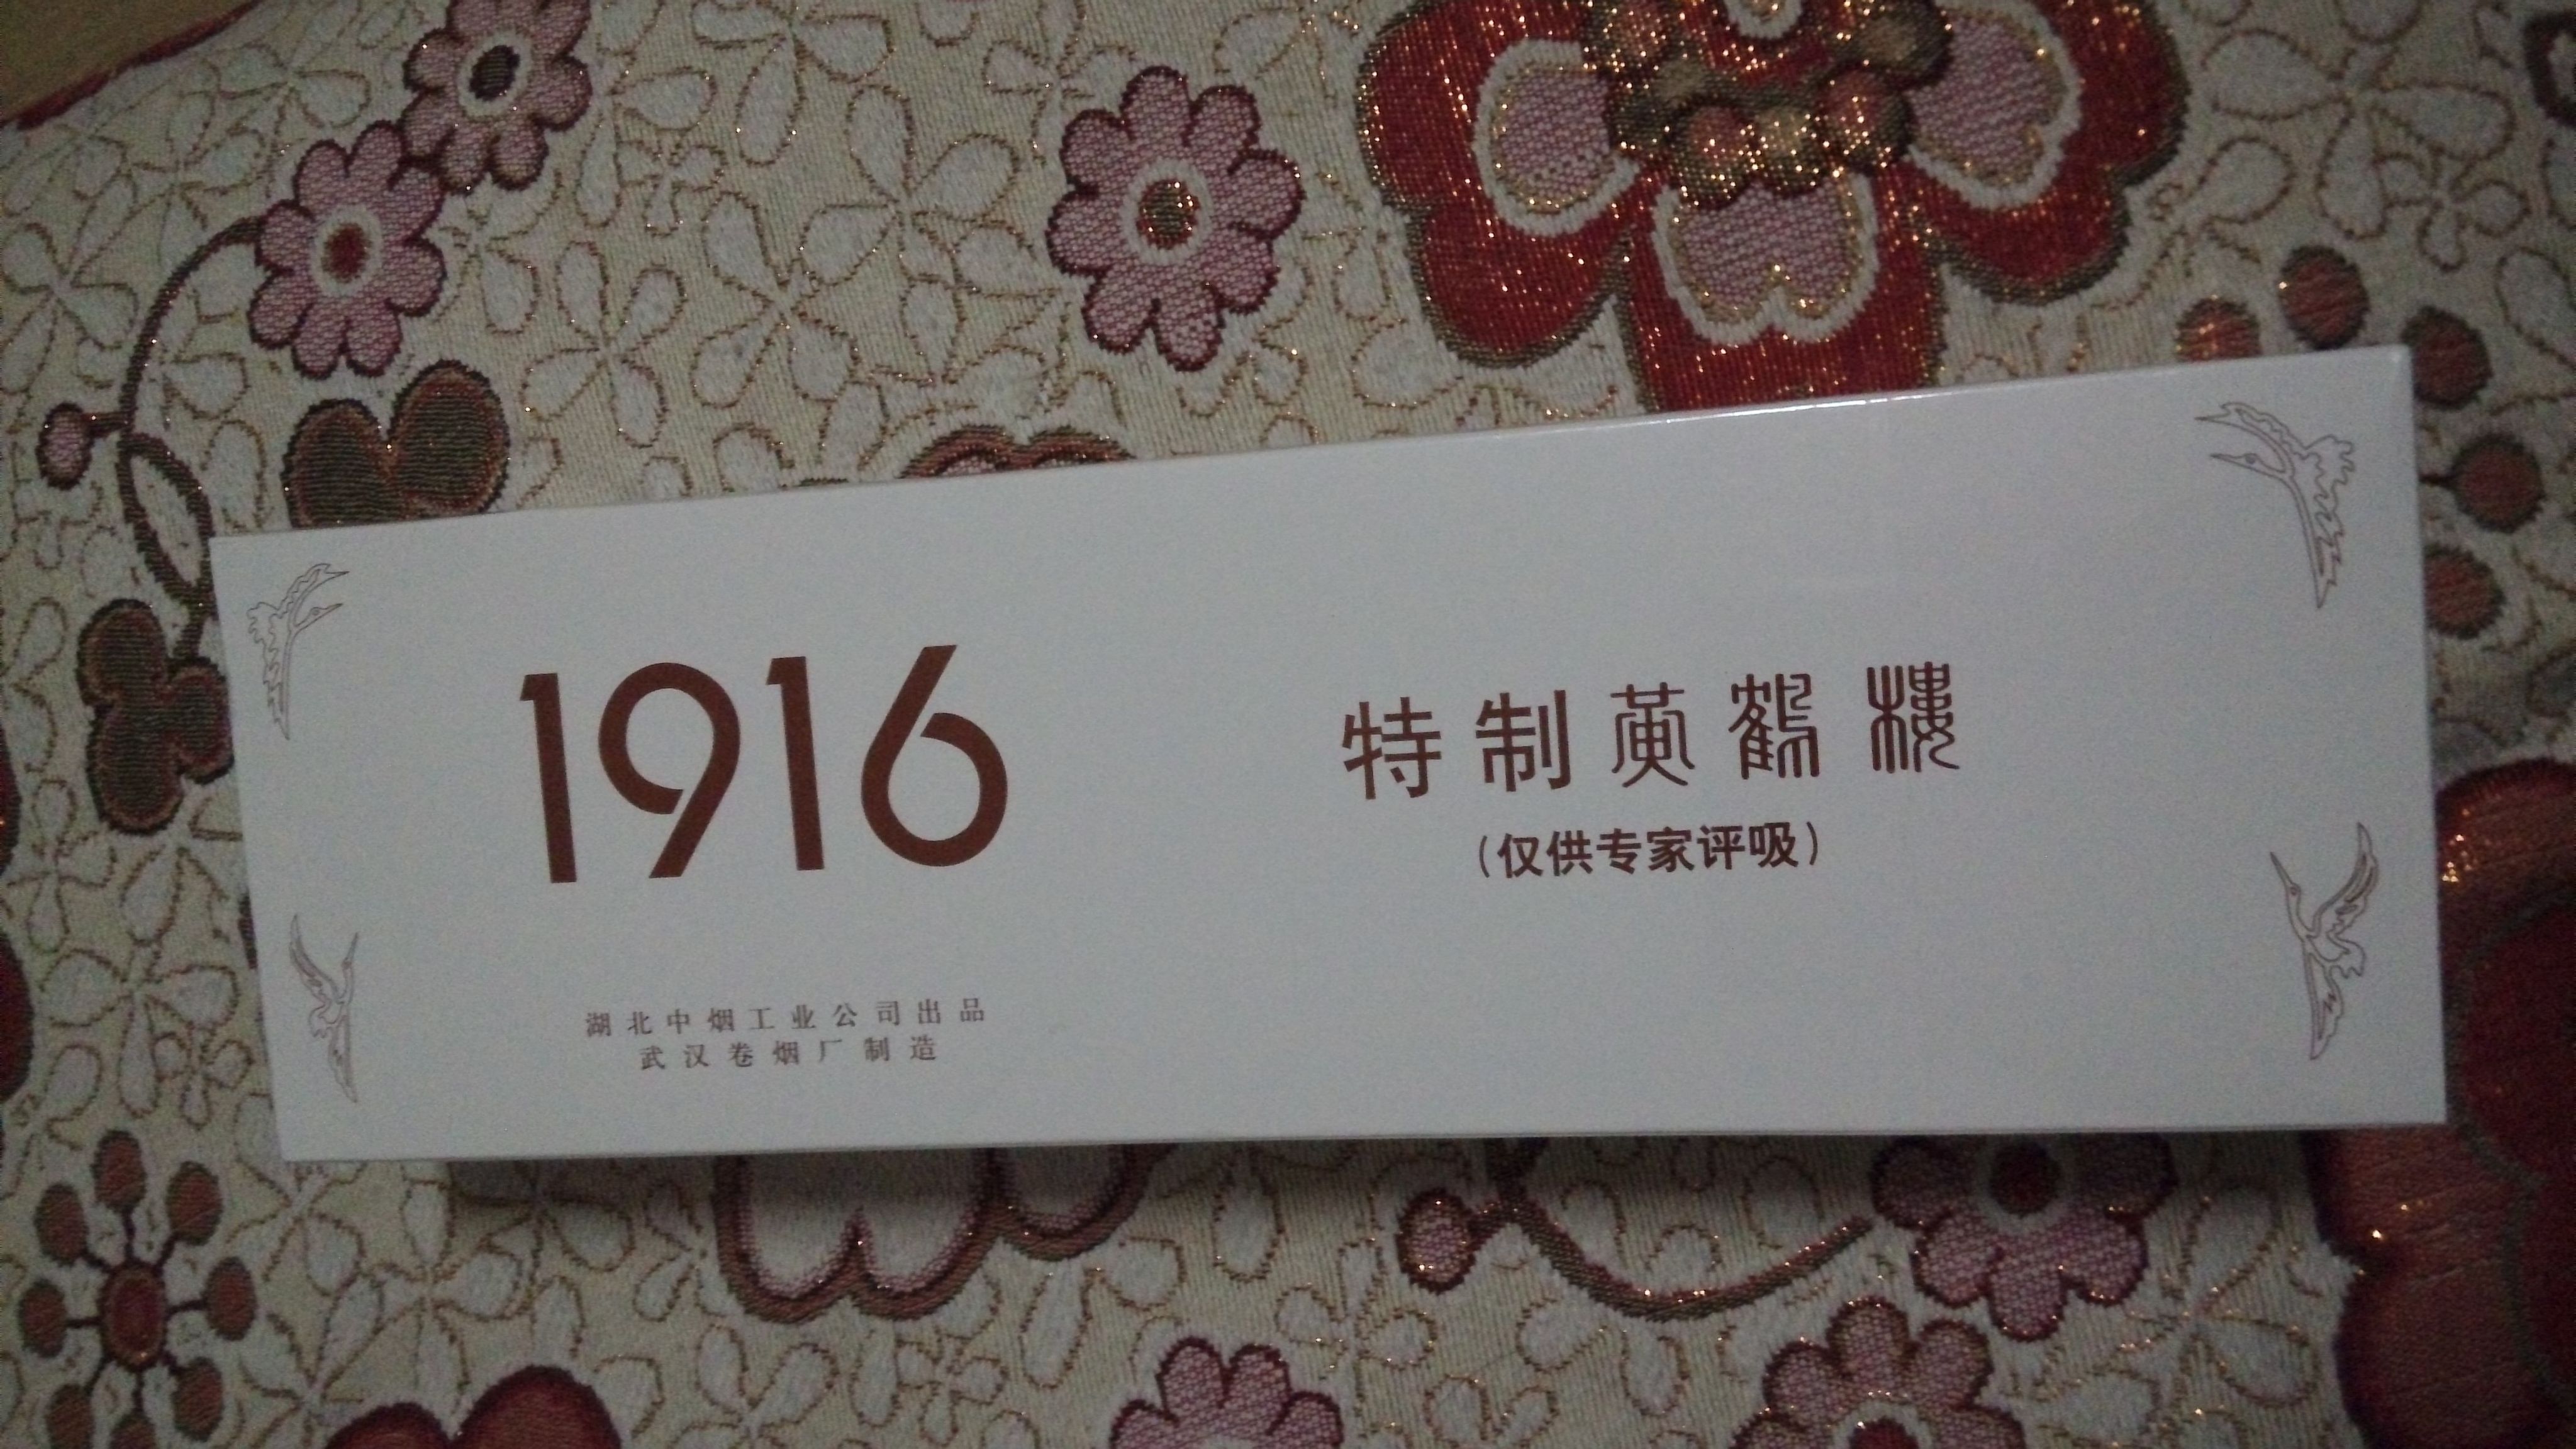 1916
特制黄鹤楼
（仅供专家评吸）
湖北中烟工业公司出品
武汉卷烟厂制造